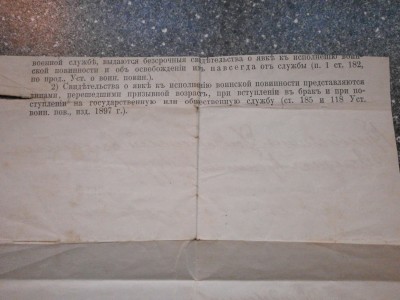 военной службѣ, выдаются безсрочныя свидѣтельства о явкѣ къ исполненію воин-
ской повинности и объ освобожденіи ихъ навсегда отъ службы (п. 1 ст. 182,
по прод., Уст. о воин. повин.).
2) Свидѣтельства о явкѣ къ исполненію воинской повинности представляются
лицами, перешедшими призывной возрастъ, при вступленіи въ бракъ и при по-
ступленіи на государственную или общественную службу (ст. 185 и 118 Уст.
воин. пов., изд. 1897 г.).